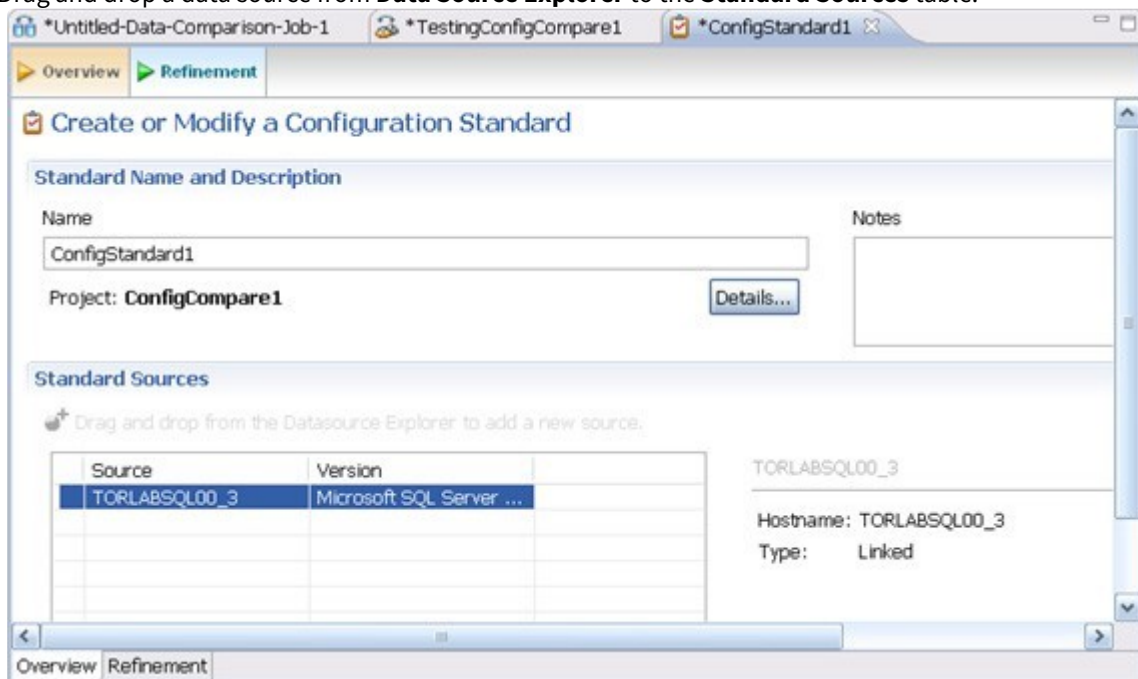 Drag and drop a data source from Data Source Explorer to the Standard Sources table.
*Untitled-Data-Comparison-Job-1 *TestingConfigCompare1 *ConfigStandard1
Overview Refinement
Create or Modify a Configuration Standard
Standard Name and Description
Name Notes
ConfigStandard1
Project: ConfigCompare1 Details...
Standard Sources
Drag and drop from the Datasource Explorer to add a new source.
Source Version TORLABSQL00_3
TORLABSQL00_3 Microsoft SQL Server ...
Hostname: TORLABSQL00_3
Type: Linked
Overview Refinement